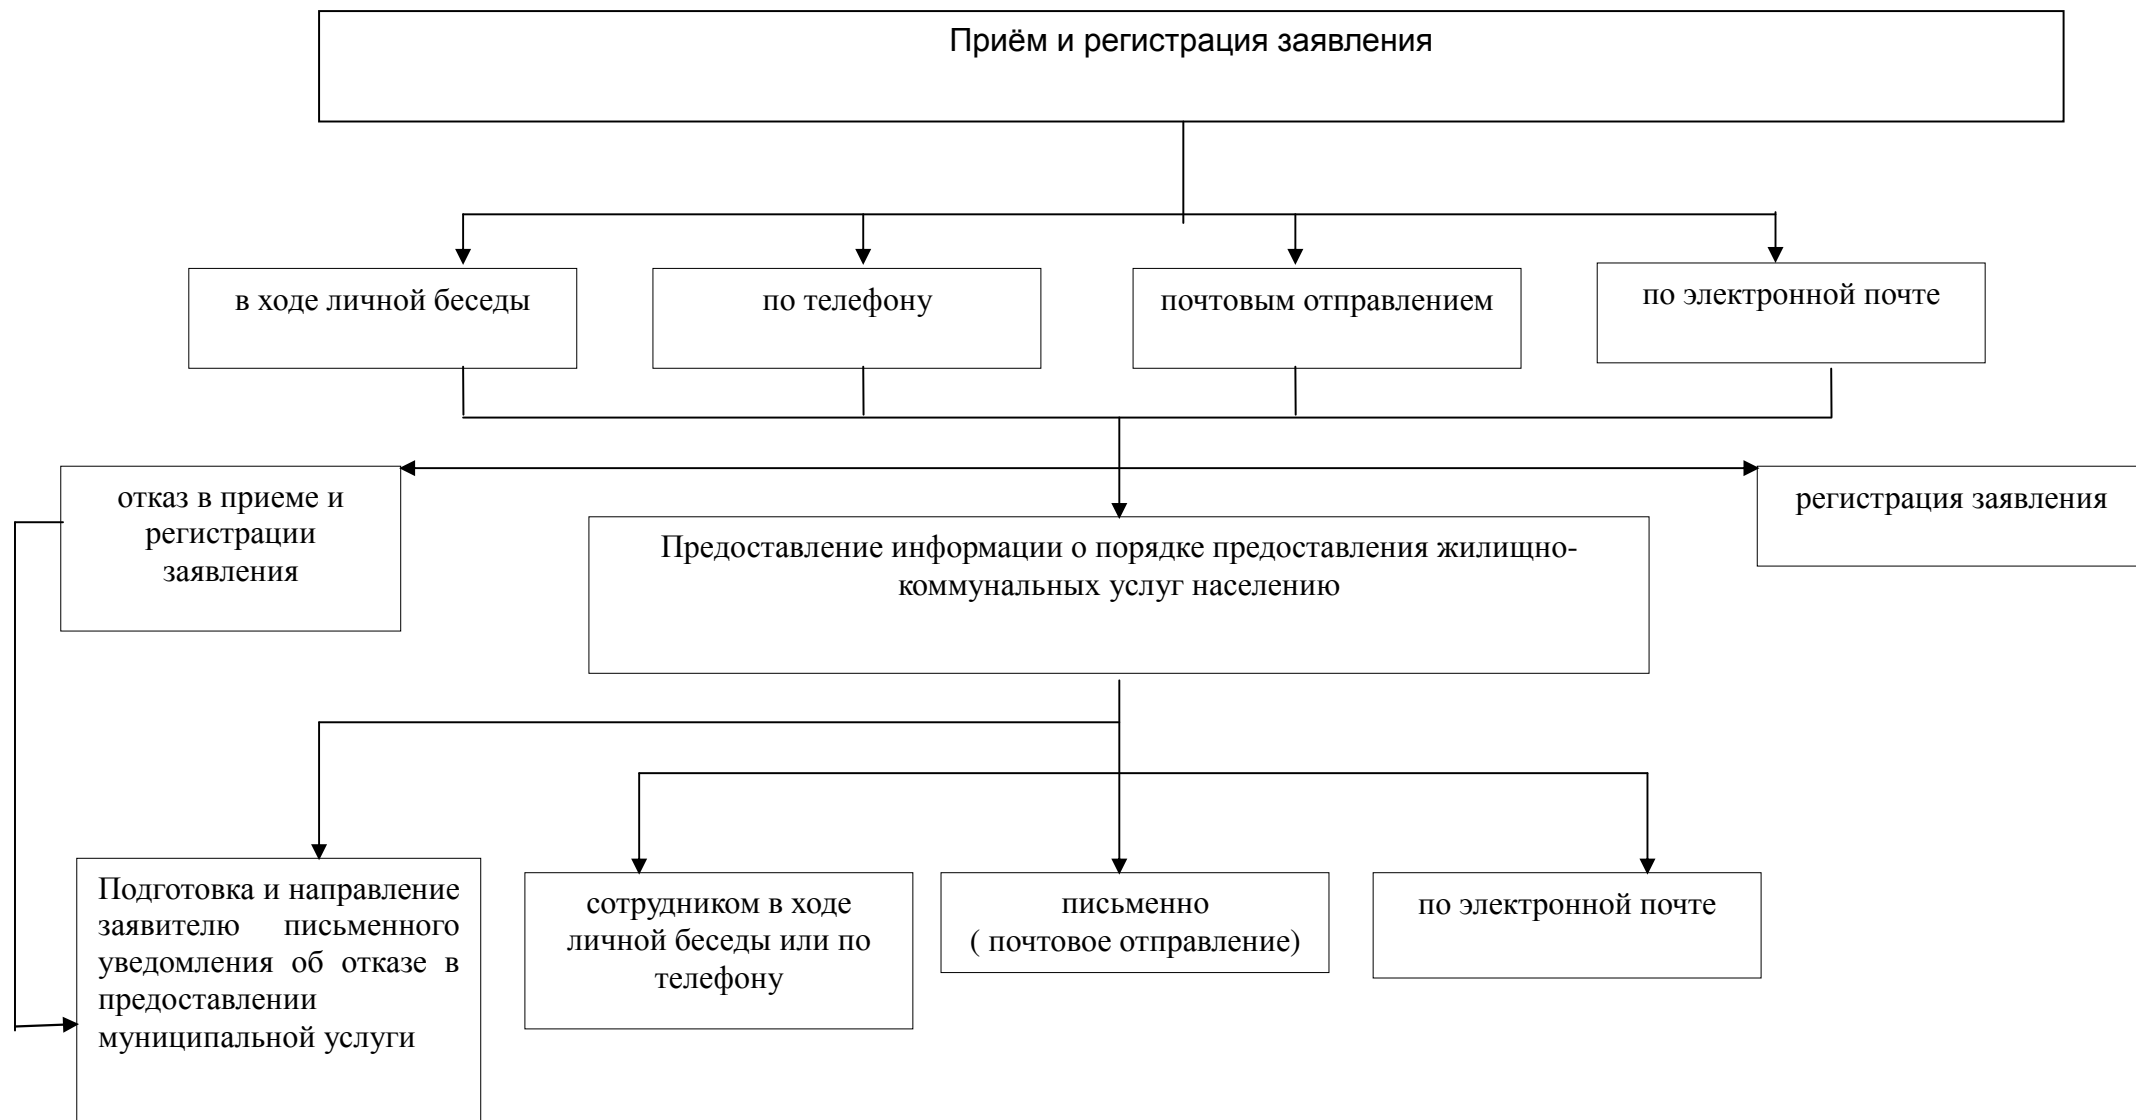 Приём и регистрация заявления
в ходе личной беседы
по телефону
почтовым отправлением
по электронной почте
отказ в приеме и
регистрации
заявления
регистрация заявления
Предоставление информации о порядке предоставления жилищно-
коммунальных услуг населению
Подготовка и направление
заявителю письменного
уведомления об отказе в
предоставлении
муниципальной услуги
сотрудником в ходе
личной беседы или по
телефону
письменно
( почтовое отправление)
по электронной почте